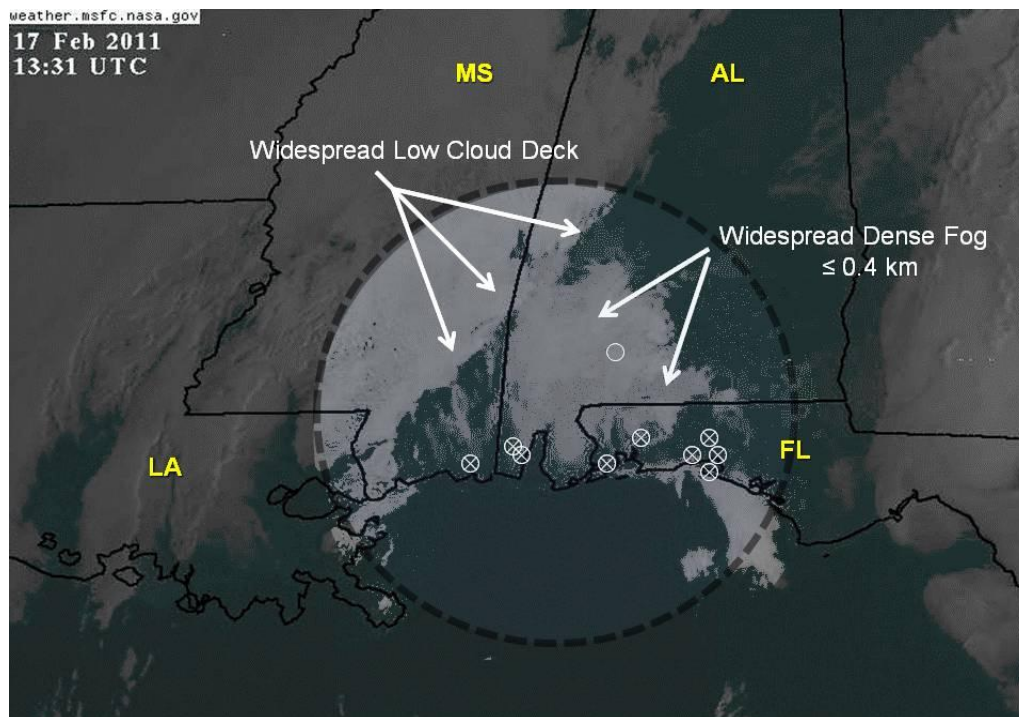 weather.msfc.nasa.gov
17 Feb 2011
13:31 UTC
MS
AL
Widespread Low Cloud Deck
Widespread Dense Fog
≤ 0.4 km
LA
FL